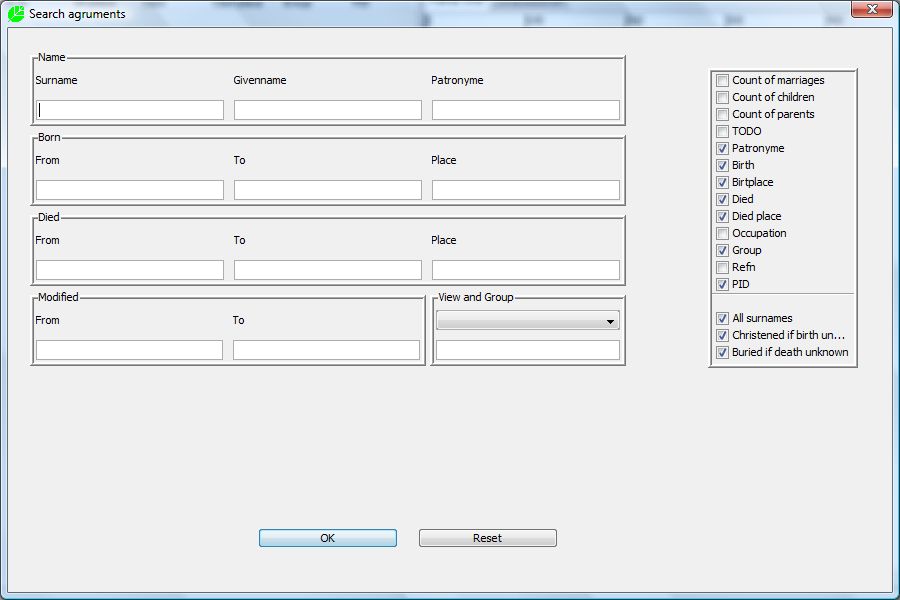 Search agruments
Name
Surname Givenname Patronyme
Born
From To Place
Died
From To Place
Modified
From To
View and Group
Count of marriages
Count of children
Count of parents
TODO
Patronyme
Birth
Birtplace
Died
Died place
Occupation
Group
Refn
PID
All surnames
Christened if birth un...
Buried if death unknown
OK Reset